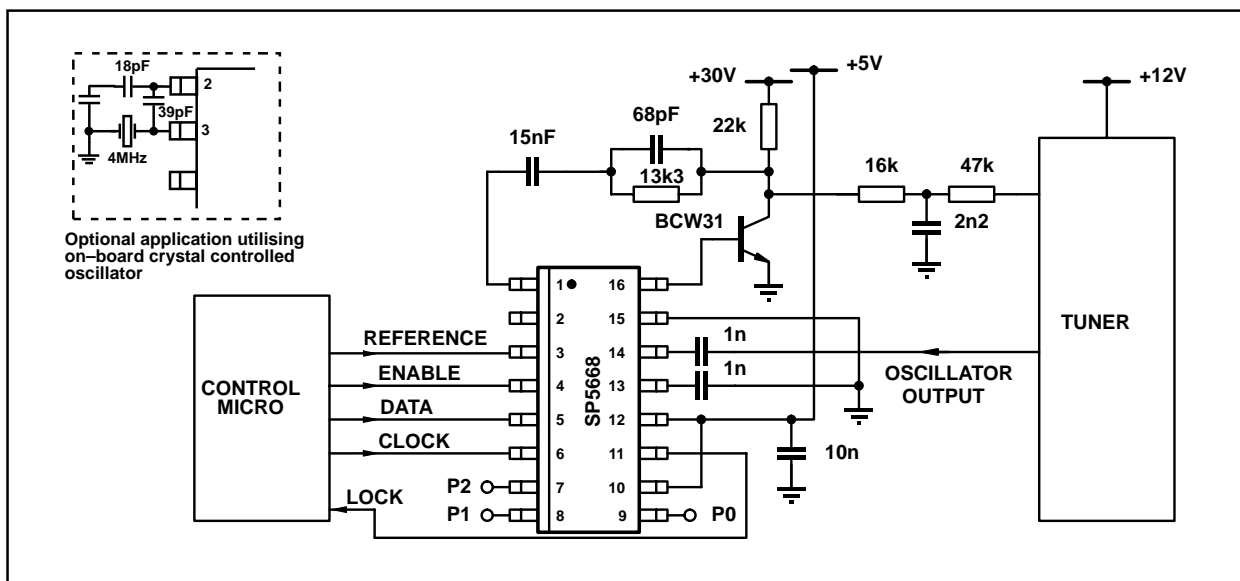 18pF
2
39pF
3
4MHz
Optional application utilising
on–board crystal controlled
oscillator
+30V
+5V
+12V
68pF
22k
15nF
13k3
16k
47k
BCW31
2n2
CONTROL
MICRO
REFERENCE
ENABLE
DATA
CLOCK
LOCK
P2
P1
1
2
3
4
5
6
7
8
SP5668
16
15
14
13
12
11
10
9
P0
1n
1n
10n
OSCILLATOR
OUTPUT
TUNER